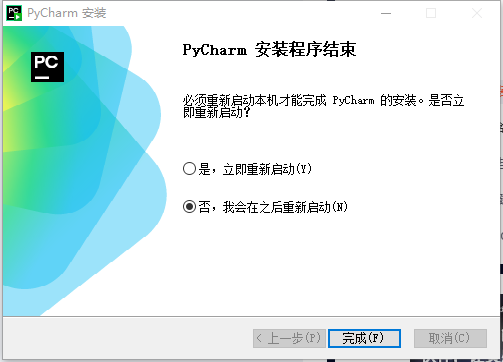 PyCharm 安装
PC
PyCharm 安装程序结束
必须重新启动本机才能完成 PyCharm 的安装。是否立
即重新启动？
是，立即重新启动(Y)
否，我会在之后重新启动(N)
< 上一步(P)
完成(F)
取消(C)